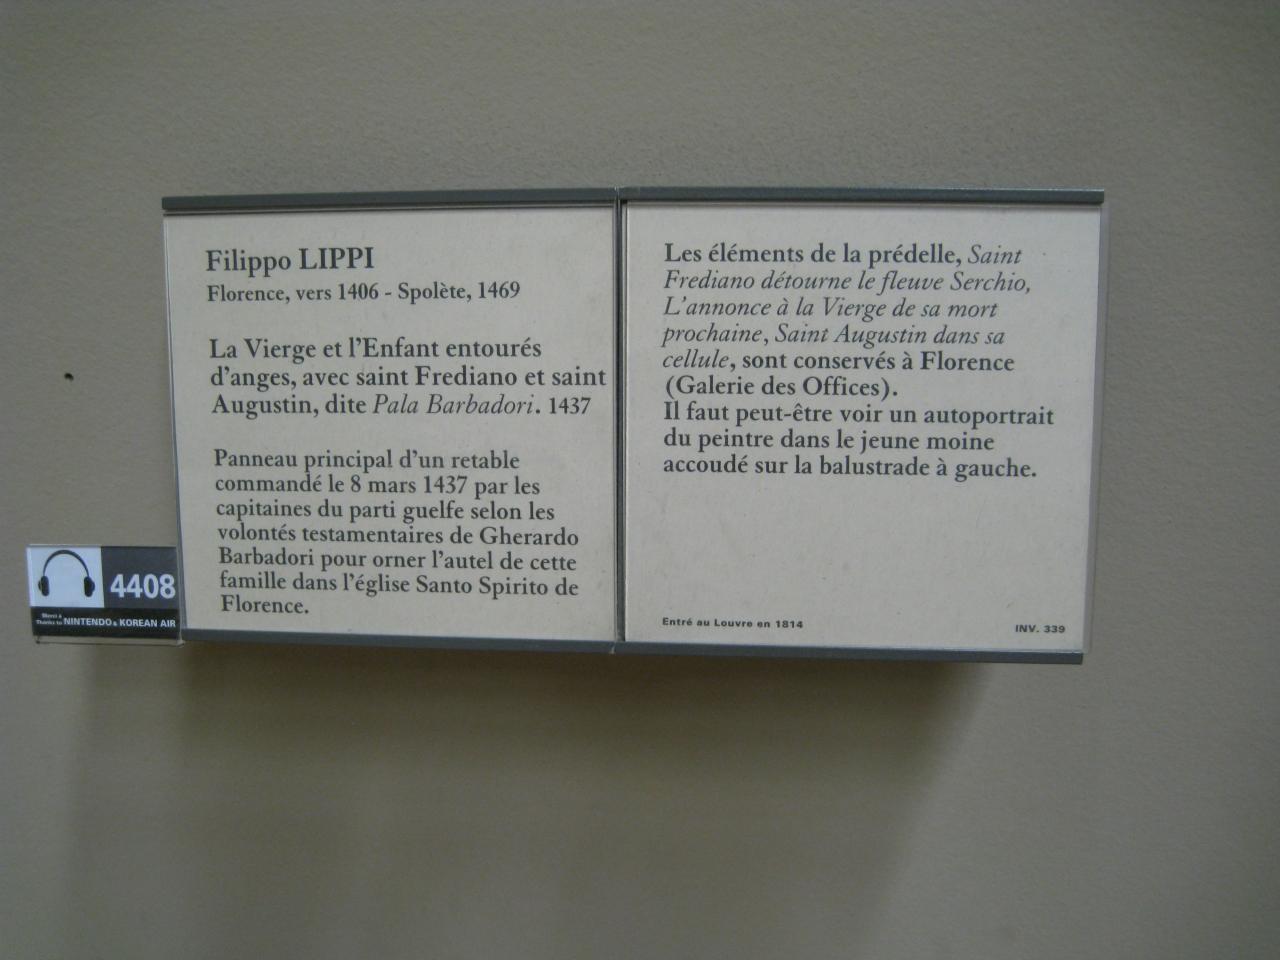 Filippo LIPPI
Florence, vers 1406 - Spolète, 1469
La Vierge et l'Enfant entourés
d'anges, avec saint Frediano et saint
Augustin, dite Pala Barbadori. 1437
Panneau principal d'un retable
commandé le 8 mars 1437 par les
capitaines du parti guelfe selon les
volontés testamentaires de Gherardo
Barbadori pour orner l'autel de cette
famille dans l'église Santo Spirito de
Florence.
Les éléments de la prédelle, Saint
Frediano détourne le fleuve Serchio,
L'annonce à la Vierge de sa mort
prochaine, Saint Augustin dans sa
cellule, sont conservés à Florence
(Galerie des Offices).
Il faut peut-être voir un autoportrait
du peintre dans le jeune moine
accoudé sur la balustrade à gauche.
Entré au Louvre en 1814
INV. 339
4408
Merci à
Thanks to NINTENDO & KOREAN AIR